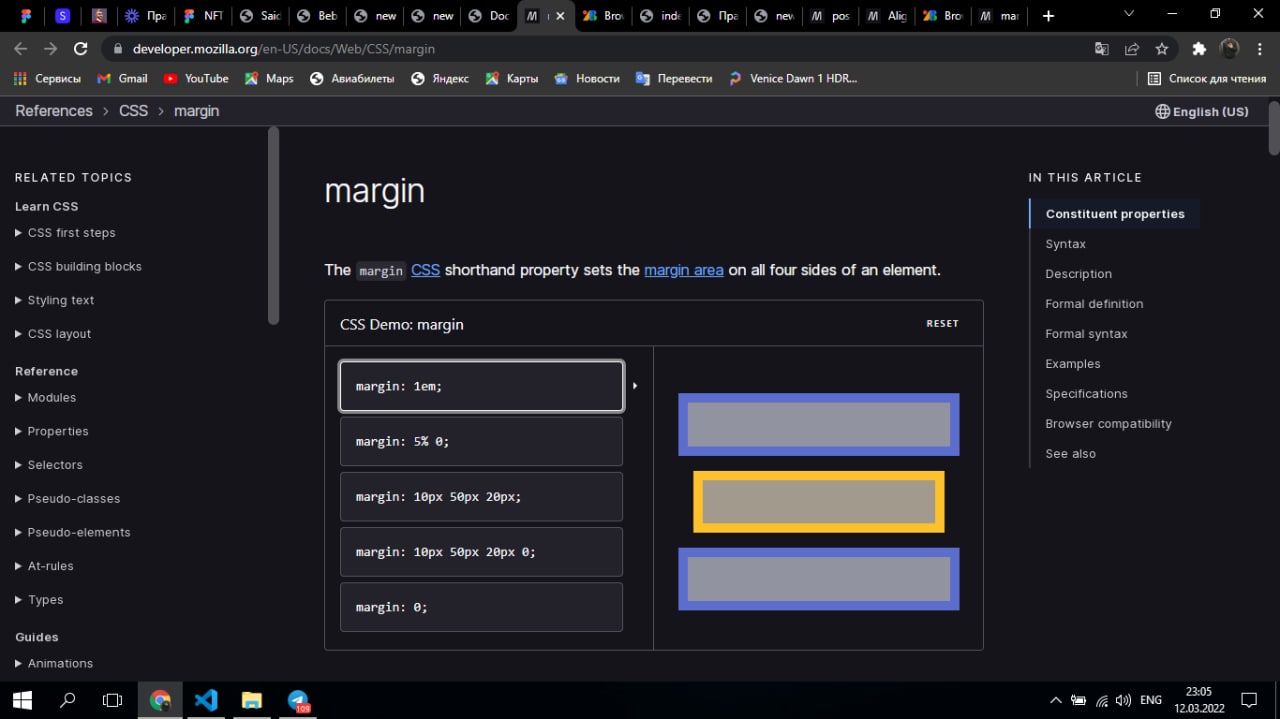 S
Пра
NFT
Said
Beb
new
new
Doc
Brov
inde
Пра
new
pos
Alig
Brov
mar
developer.mozilla.org/en-US/docs/Web/CSS/margin
Сервисы
Gmail
YouTube
Maps
Авиабилеты
Яндекс
Карты
Новости
Перевести
Venice Dawn 1 HDR...
Список для чтения
References > CSS > margin
English (US)
RELATED TOPICS
Learn CSS
CSS first steps
CSS building blocks
Styling text
CSS layout
Reference
Modules
Properties
Selectors
Pseudo-classes
Pseudo-elements
At-rules
Types
Guides
Animations
margin
The margin CSS shorthand property sets the margin area on all four sides of an element.
CSS Demo: margin
RESET
margin: 1em;
margin: 5% 0;
margin: 10px 50px 20px;
margin: 10px 50px 20px 0;
margin: 0;
IN THIS ARTICLE
Constituent properties
Syntax
Description
Formal definition
Formal syntax
Examples
Specifications
Browser compatibility
See also
109
ENG
23:05
12.03.2022